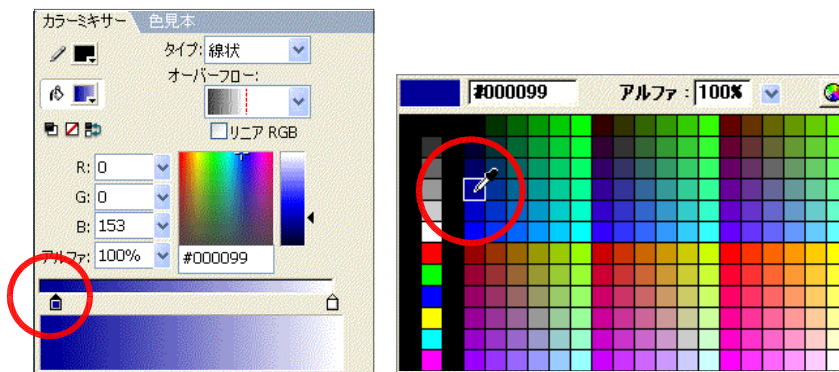 カラーミキサー 色見本
タイプ: 線状
オーバーフロー:
リニア RGB
R: 0
G: 0
B: 153
アルファ: 100% #000099
#000099 アルファ : 100%